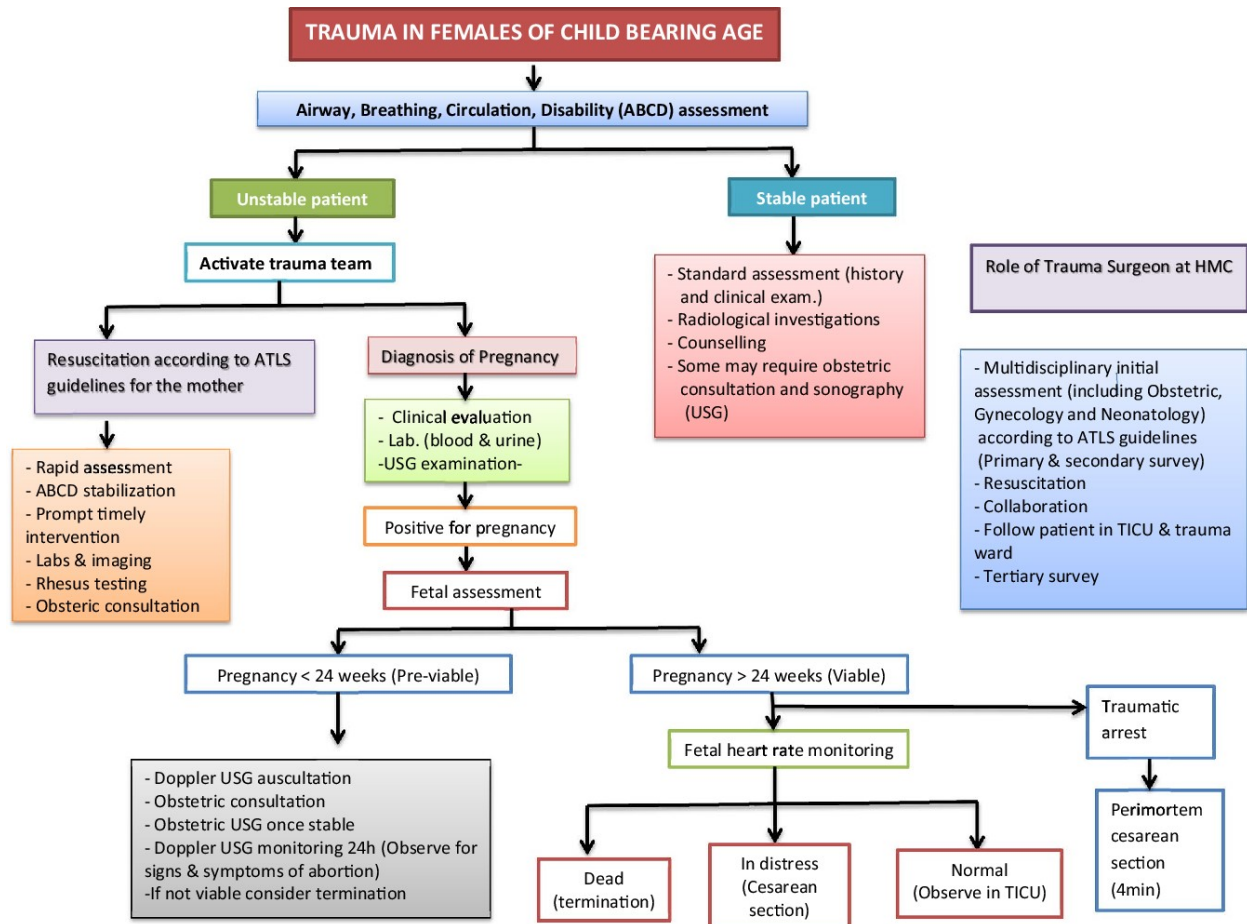 TRAUMA IN FEMALES OF CHILD BEARING AGE
Airway, Breathing, Circulation, Disability (ABCD) assessment
Unstable patient
Stable patient
Activate trauma team
- Standard assessment (history
and clinical exam.)
- Radiological investigations
- Counselling
- Some may require obstetric
consultation and sonography
(USG)
Role of Trauma Surgeon at HMC
Resuscitation according to ATLS
guidelines for the mother
Diagnosis of Pregnancy
- Multidisciplinary initial
assessment (including Obstetric,
Gynecology and Neonatology)
according to ATLS guidelines
(Primary & secondary survey)
- Resuscitation
- Collaboration
- Follow patient in TICU & trauma
ward
- Tertiary survey
- Clinical evaluation
- Lab. (blood & urine)
-USG examination-
- Rapid assessment
- ABCD stabilization
- Prompt timely
intervention
- Labs & imaging
- Rhesus testing
- Obsteric consultation
Positive for pregnancy
Fetal assessment
Pregnancy < 24 weeks (Pre-viable)
Pregnancy > 24 weeks (Viable)
Traumatic
arrest
Fetal heart rate monitoring
- Doppler USG auscultation
- Obstetric consultation
- Obstetric USG once stable
- Doppler USG monitoring 24h (Observe for
signs & symptoms of abortion)
-If not viable consider termination
Perimortem
cesarean
section
(4min)
Dead
(termination)
In distress
(Cesarean
section)
Normal
(Observe in TICU)